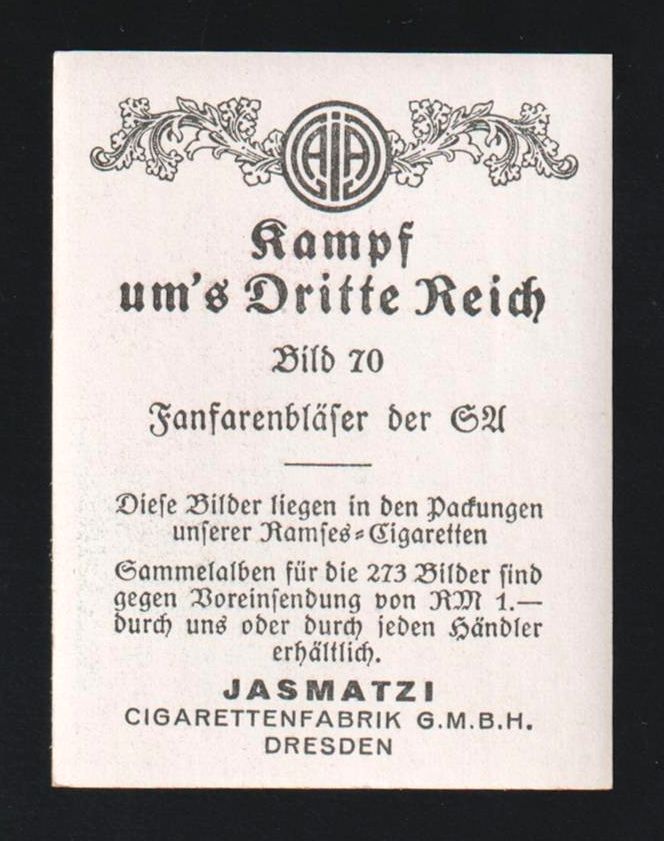 Kampf
um's Dritte Reich
Bild 70
Fanfarenbläser der SA
Diese Bilder liegen in den Packungen
unserer Ramses-Cigaretten
Sammelalben für die 273 Bilder sind
gegen Voreinsendung von RM 1.—
durch uns oder durch jeden Händler
erhältlich.
JASMATZI
CIGARETTENFABRIK G.M.B.H.
DRESDEN